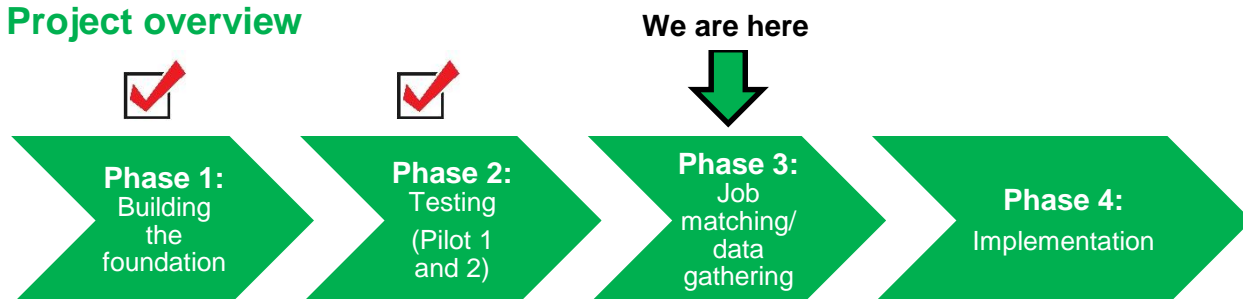 Project overview
We are here
Phase 1:
Building
the
foundation
Phase 2:
Testing
(Pilot 1
and 2)
Phase 3:
Job
matching/
data
gathering
Phase 4:
Implementation